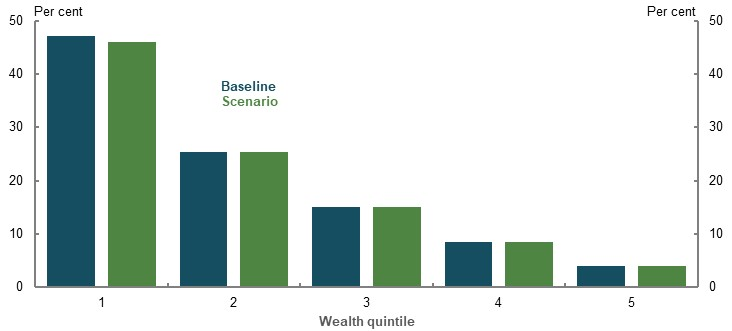 Per cent Per cent
50 50
40 40
Baseline
Scenario
30 30
20 20
10 10
0 0
1 2 3 4 5
Wealth quintile